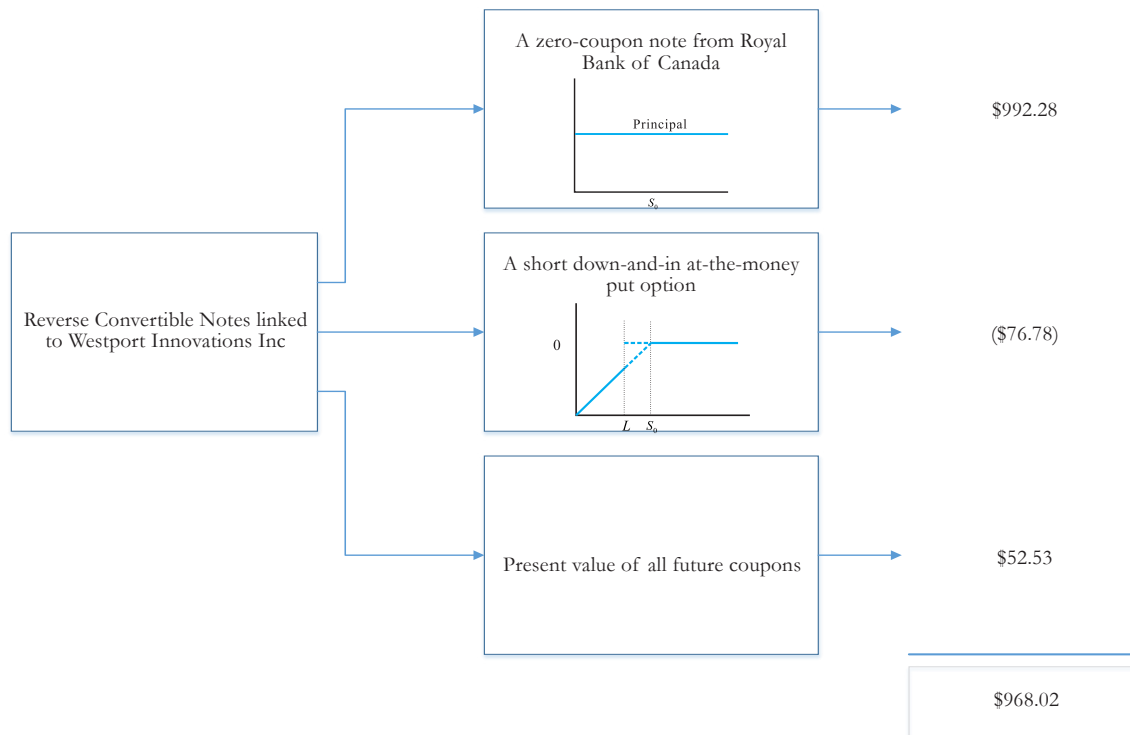 A zero-coupon note from Royal
Bank of Canada
Principal
S₀
$992.28
Reverse Convertible Notes linked
to Westport Innovations Inc
A short down-and-in at-the-money
put option
0
L S₀
($76.78)
Present value of all future coupons
$52.53
$968.02